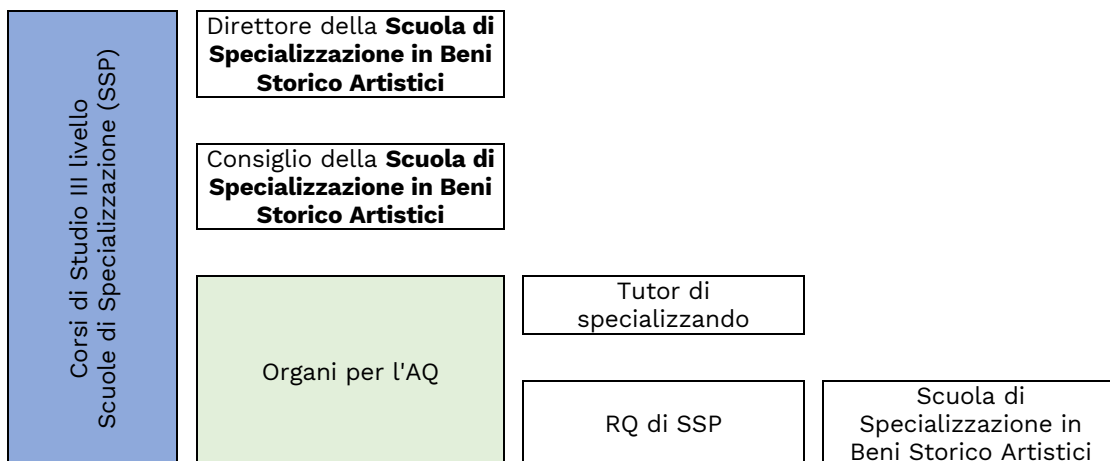 Corsi di Studio III livello
Scuole di Specializzazione (SSP)
Direttore della Scuola di
Specializzazione in Beni
Storico Artistici
Consiglio della Scuola di
Specializzazione in Beni
Storico Artistici
Organi per l'AQ
Tutor di
specializzando
RQ di SSP
Scuola di
Specializzazione in
Beni Storico Artistici